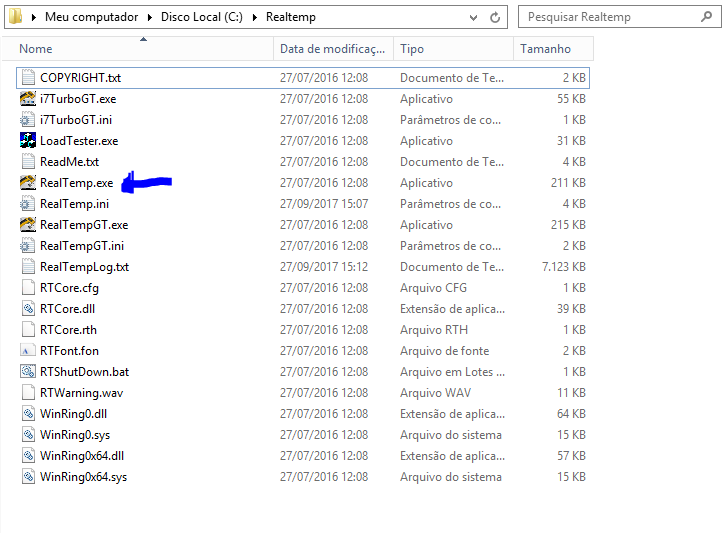 Meu computador Disco Local (C:) Realtemp Pesquisar Realtemp
Nome Data de modificaç... Tipo Tamanho
COPYRIGHT.txt 27/07/2016 12:08 Documento de Te... 2 KB
i7TurboGT.exe 27/07/2016 12:08 Aplicativo 55 KB
i7TurboGT.ini 27/07/2016 12:08 Parâmetros de co... 1 KB
LoadTester.exe 27/07/2016 12:08 Aplicativo 31 KB
ReadMe.txt 27/07/2016 12:08 Documento de Te... 4 KB
RealTemp.exe 27/07/2016 12:08 Aplicativo 211 KB
RealTemp.ini 27/09/2017 15:07 Parâmetros de co... 4 KB
RealTempGT.exe 27/07/2016 12:08 Aplicativo 215 KB
RealTempGT.ini 27/07/2016 12:08 Parâmetros de co... 2 KB
RealTempLog.txt 27/09/2017 15:12 Documento de Te... 7.123 KB
RTCore.cfg 27/07/2016 12:08 Arquivo CFG 1 KB
RTCore.dll 27/07/2016 12:08 Extensão de aplica... 39 KB
RTCore.rth 27/07/2016 12:08 Arquivo RTH 1 KB
RTFont.fon 27/07/2016 12:08 Arquivo de fonte 2 KB
RTShutDown.bat 27/07/2016 12:08 Arquivo em Lotes ... 1 KB
RTWarning.wav 27/07/2016 12:08 Arquivo WAV 11 KB
WinRing0.dll 27/07/2016 12:08 Extensão de aplica... 64 KB
WinRing0.sys 27/07/2016 12:08 Arquivo do sistema 15 KB
WinRing0x64.dll 27/07/2016 12:08 Extensão de aplica... 57 KB
WinRing0x64.sys 27/07/2016 12:08 Arquivo do sistema 15 KB